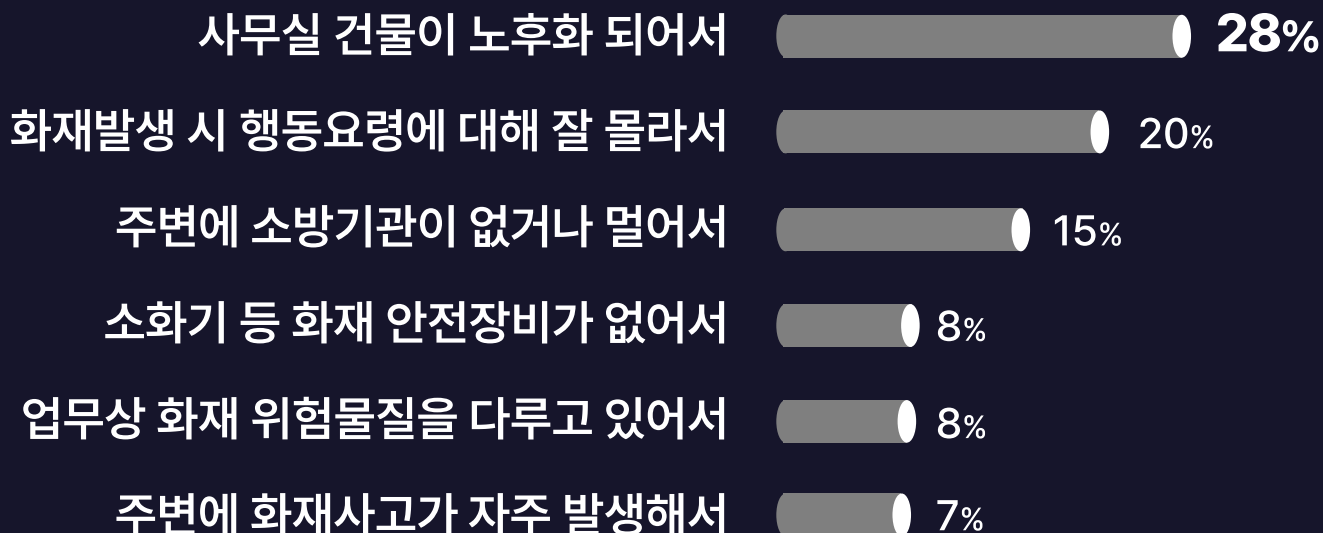 사무실 건물이 노후화 되어서 28%
화재발생 시 행동요령에 대해 잘 몰라서 20%
주변에 소방기관이 없거나 멀어서 15%
소화기 등 화재 안전장비가 없어서 8%
업무상 화재 위험물질을 다루고 있어서 8%
주변에 화재사고가 자주 발생해서 7%